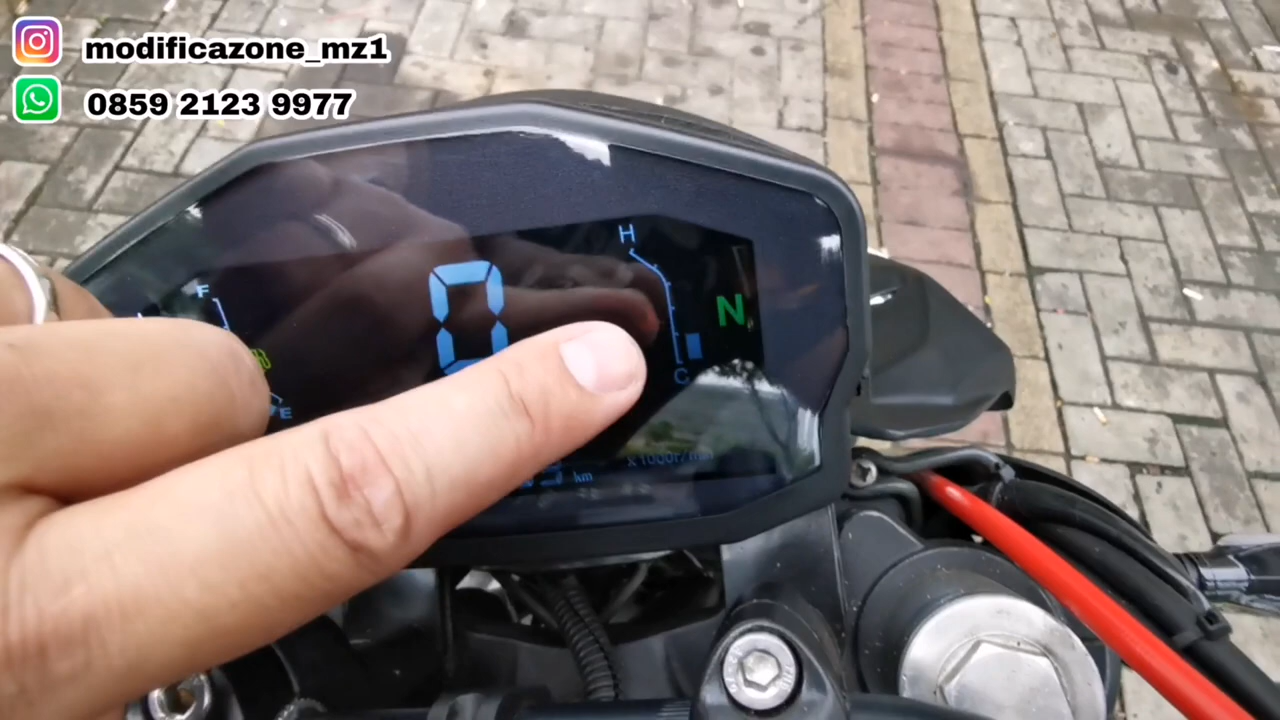 modificazone_mz1
0859 2123 9977
H
F
N
0
C
E
km
x1000r/min